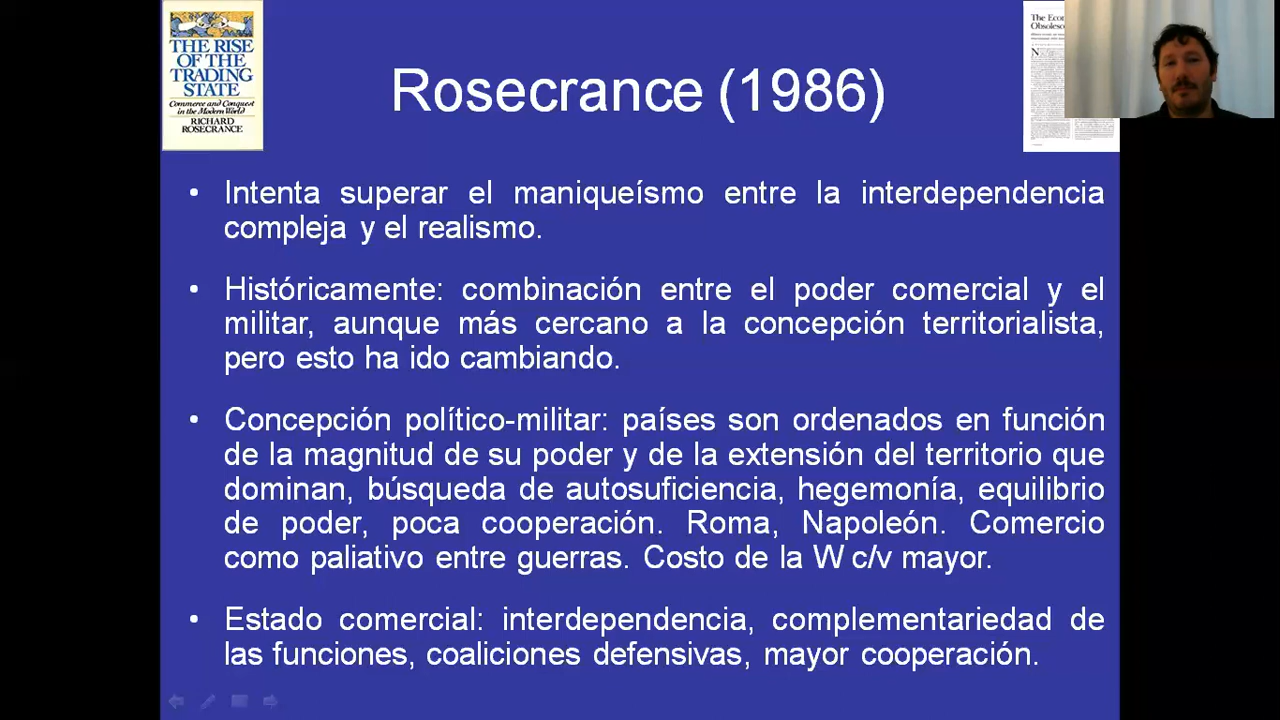 THE RISE
OF THE
TRADING
STATE
Commerce and Conquest
in the Modern World
RICHARD
ROSECRANCE
The Eco
Obsoles
Rosecrance (1986)
• Intenta superar el maniqueísmo entre la interdependencia
compleja y el realismo.
• Históricamente: combinación entre el poder comercial y el
militar, aunque más cercano a la concepción territorialista,
pero esto ha ido cambiando.
• Concepción político-militar: países son ordenados en función
de la magnitud de su poder y de la extensión del territorio que
dominan, búsqueda de autosuficiencia, hegemonía, equilibrio
de poder, poca cooperación. Roma, Napoleón. Comercio
como paliativo entre guerras. Costo de la W c/v mayor.
• Estado comercial: interdependencia, complementariedad de
las funciones, coaliciones defensivas, mayor cooperación.